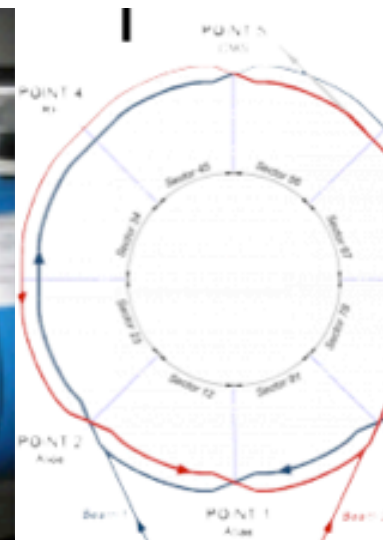 POINT 5
CMS
POINT 4
RF
Sector 45
Sector 56
Sector 34
Sector 67
Sector 23
Sector 78
Sector 12
Sector 81
POINT 2
Alice
POINT 1
Atlas
Beam 1
Beam